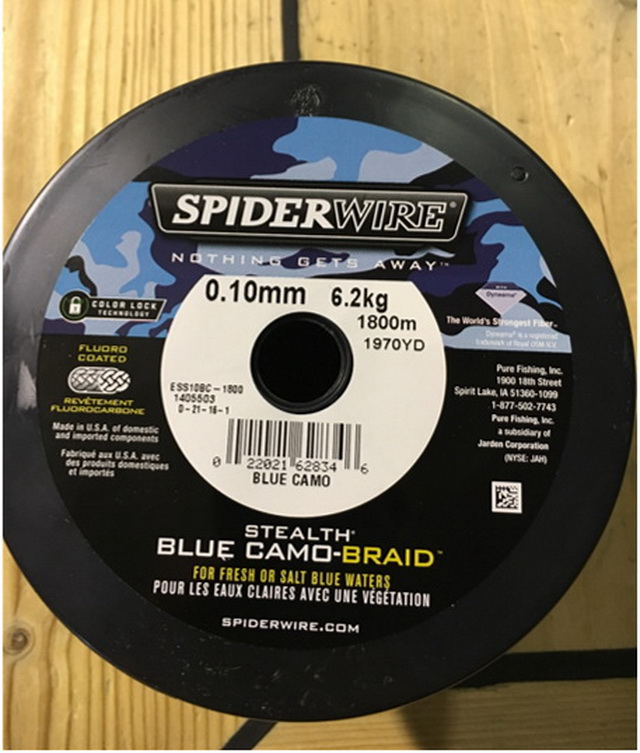 SPIDERWIRE®
NOTHING GETS AWAY™
0.10mm 6.2kg
1800m
1970YD
COLOR LOCK
TECHNOLOGY
WITH
Dyneema®
The World's Strongest Fiber™
Dyneema® is a registered
trademark of Royal DSM N.V.
FLUORO
COATED
REVÊTEMENT
FLUOROCARBONE
Made in U.S.A. of domestic
and imported components
Fabriqué aux U.S.A. avec
des produits domestiques
et importés
ESS10BC-1800
1405503
D-21-16-1
0 22021 62834 6
BLUE CAMO
Pure Fishing, Inc.
1900 18th Street
Spirit Lake, IA 51360-1099
1-877-502-7743
Pure Fishing, Inc.
a subsidiary of
Jarden Corporation
(NYSE: JAH)
STEALTH®
BLUE CAMO-BRAID™
FOR FRESH OR SALT BLUE WATERS
POUR LES EAUX CLAIRES AVEC UNE VÉGÉTATION
SPIDERWIRE.COM